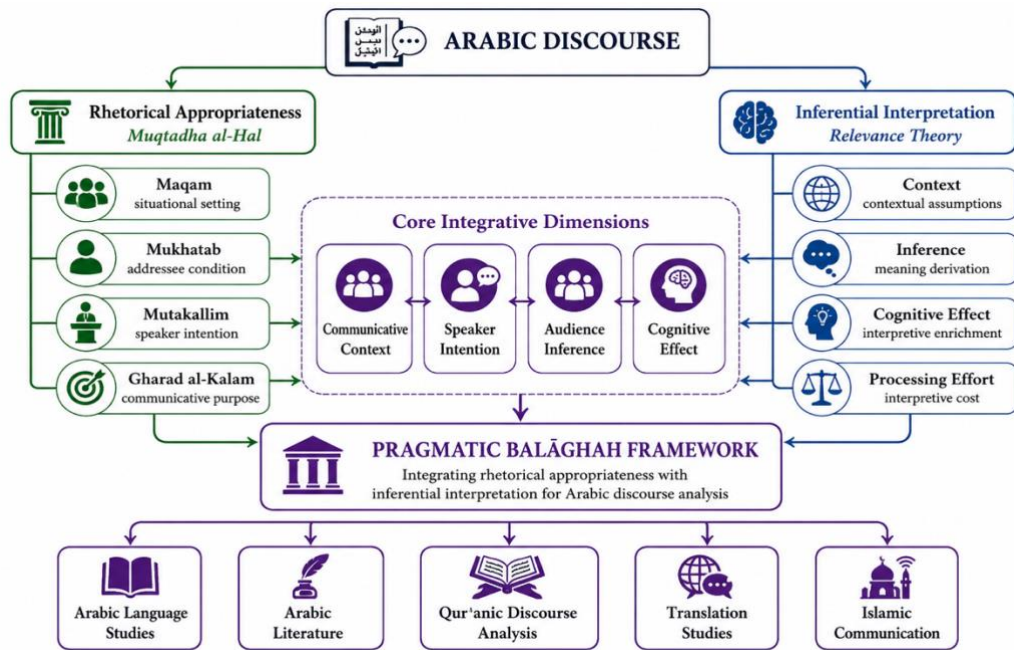 ARABIC DISCOURSE
Rhetorical Appropriateness
Muqtadha al-Hal
Maqam
situational setting
Mukhatab
addressee condition
Mutakallim
speaker intention
Gharad al-Kalam
communicative purpose
Inferential Interpretation
Relevance Theory
Context
contextual assumptions
Inference
meaning derivation
Cognitive Effect
interpretive enrichment
Processing Effort
interpretive cost
Core Integrative Dimensions
Communicative
Context
Speaker
Intention
Audience
Inference
Cognitive
Effect
PRAGMATIC BALĀGHAH FRAMEWORK
Integrating rhetorical appropriateness with
inferential interpretation for Arabic discourse analysis
Arabic Language
Studies
Arabic
Literature
Qur'anic Discourse
Analysis
Translation
Studies
Islamic
Communication